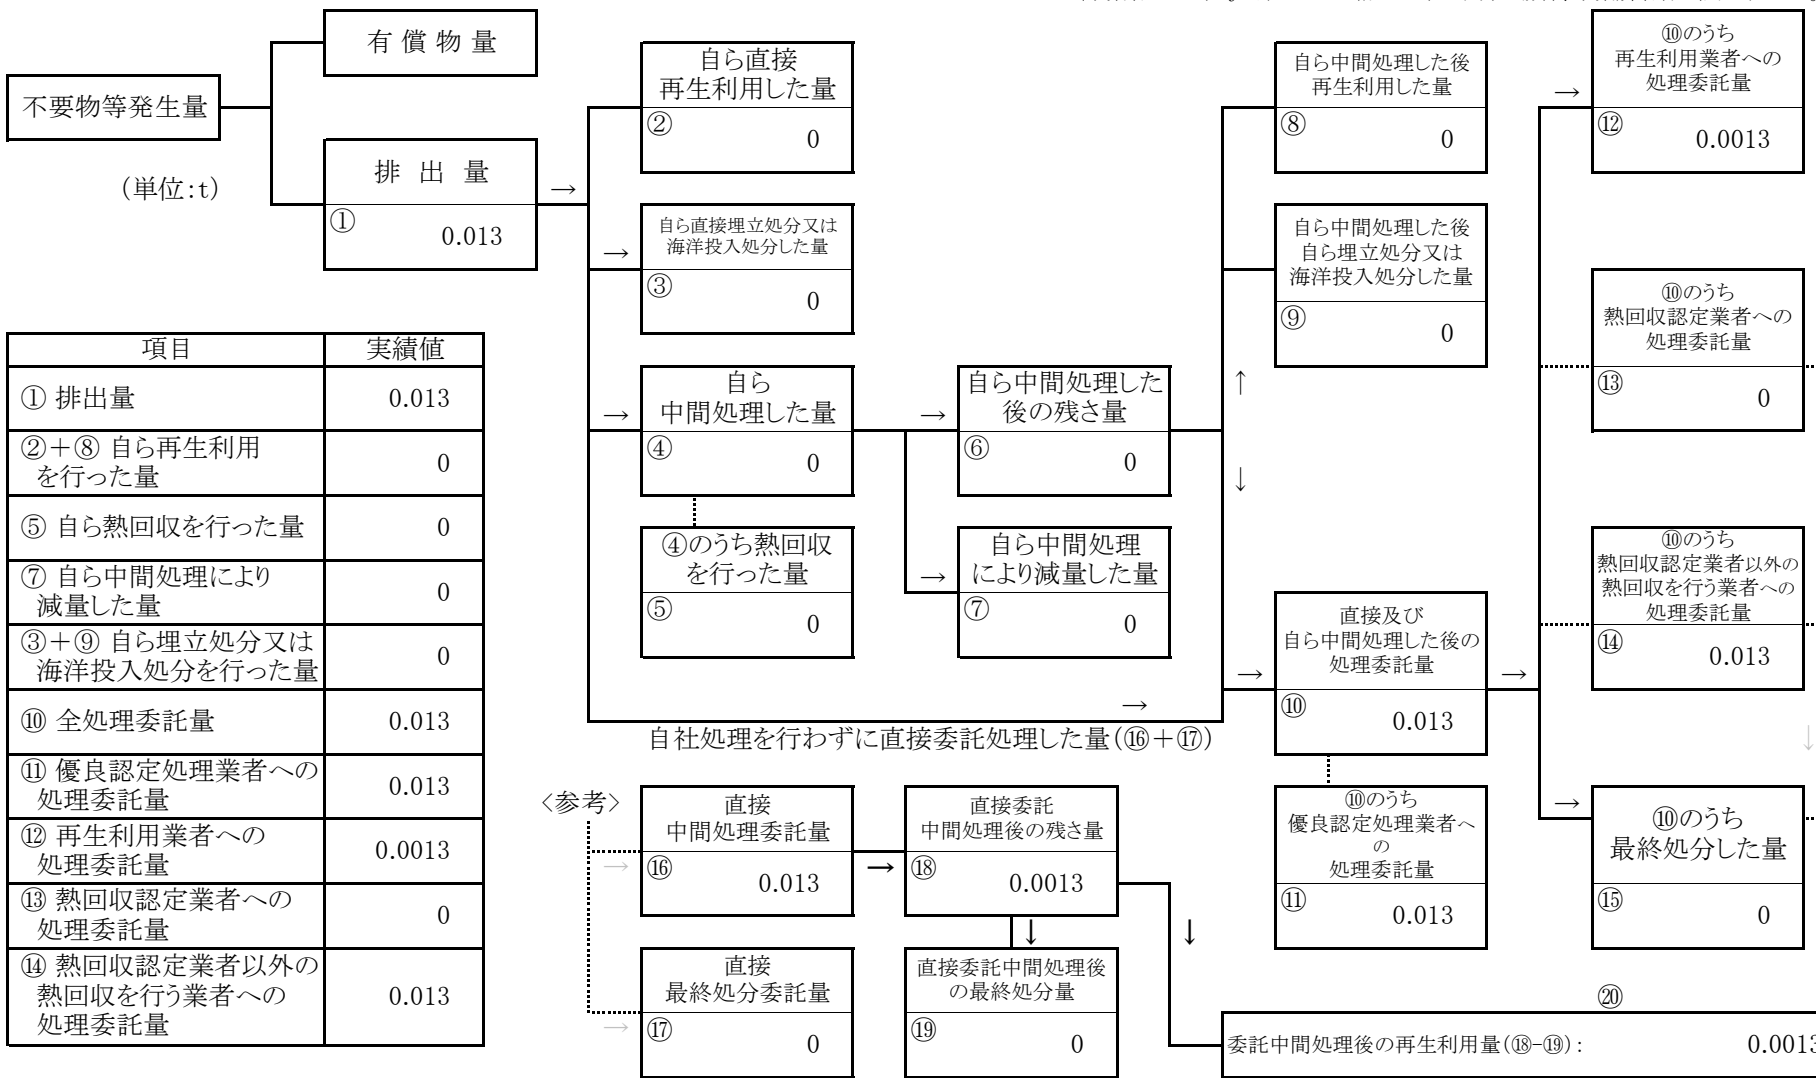 有 償 物 量
不要物等発生量
(単位:t)
排 出 量
①
0.013
→
自ら直接
再生利用した量
②
0
→
自ら直接埋立処分又は
海洋投入処分した量
③
0
→
自ら
中間処理した量
④
0
④のうち熱回収
を行った量
⑤
0
→
自ら中間処理した
後の残さ量
⑥
0
→
自ら中間処理
により減量した量
⑦
0
↑
↓
自ら中間処理した後
再生利用した量
⑧
0
自ら中間処理した後
自ら埋立処分又は
海洋投入処分した量
⑨
0
→
自社処理を行わずに直接委託処理した量(⑯+⑰)
→
直接及び
自ら中間処理した後の
処理委託量
⑩
0.013
⑩のうち
優良認定処理業者へ
の
処理委託量
⑪
0.013
→
→
⑩のうち
再生利用業者への
処理委託量
⑫
0.0013
⑩のうち
熱回収認定業者への
処理委託量
⑬
0
⑩のうち
熱回収認定業者以外の
熱回収を行う業者への
処理委託量
⑭
0.013
↓
→
⑩のうち
最終処分した量
⑮
0
項目 実績値
① 排出量 0.013
②+⑧ 自ら再生利用
を行った量 0
⑤ 自ら熱回収を行った量 0
⑦ 自ら中間処理により
減量した量 0
③+⑨ 自ら埋立処分又は
海洋投入処分を行った量 0
⑩ 全処理委託量 0.013
⑪ 優良認定処理業者への
処理委託量 0.013
⑫ 再生利用業者への
処理委託量 0.0013
⑬ 熱回収認定業者への
処理委託量 0
⑭ 熱回収認定業者以外の
熱回収を行う業者への
処理委託量 0.013
<参考>
→
直接
中間処理委託量
⑯
0.013
→
直接委託
中間処理後の残さ量
⑱
0.0013
→
直接
最終処分委託量
⑰
0
↓
直接委託中間処理後
の最終処分量
⑲
0
↓
⑳
委託中間処理後の再生利用量(⑱-⑲): 0.0013